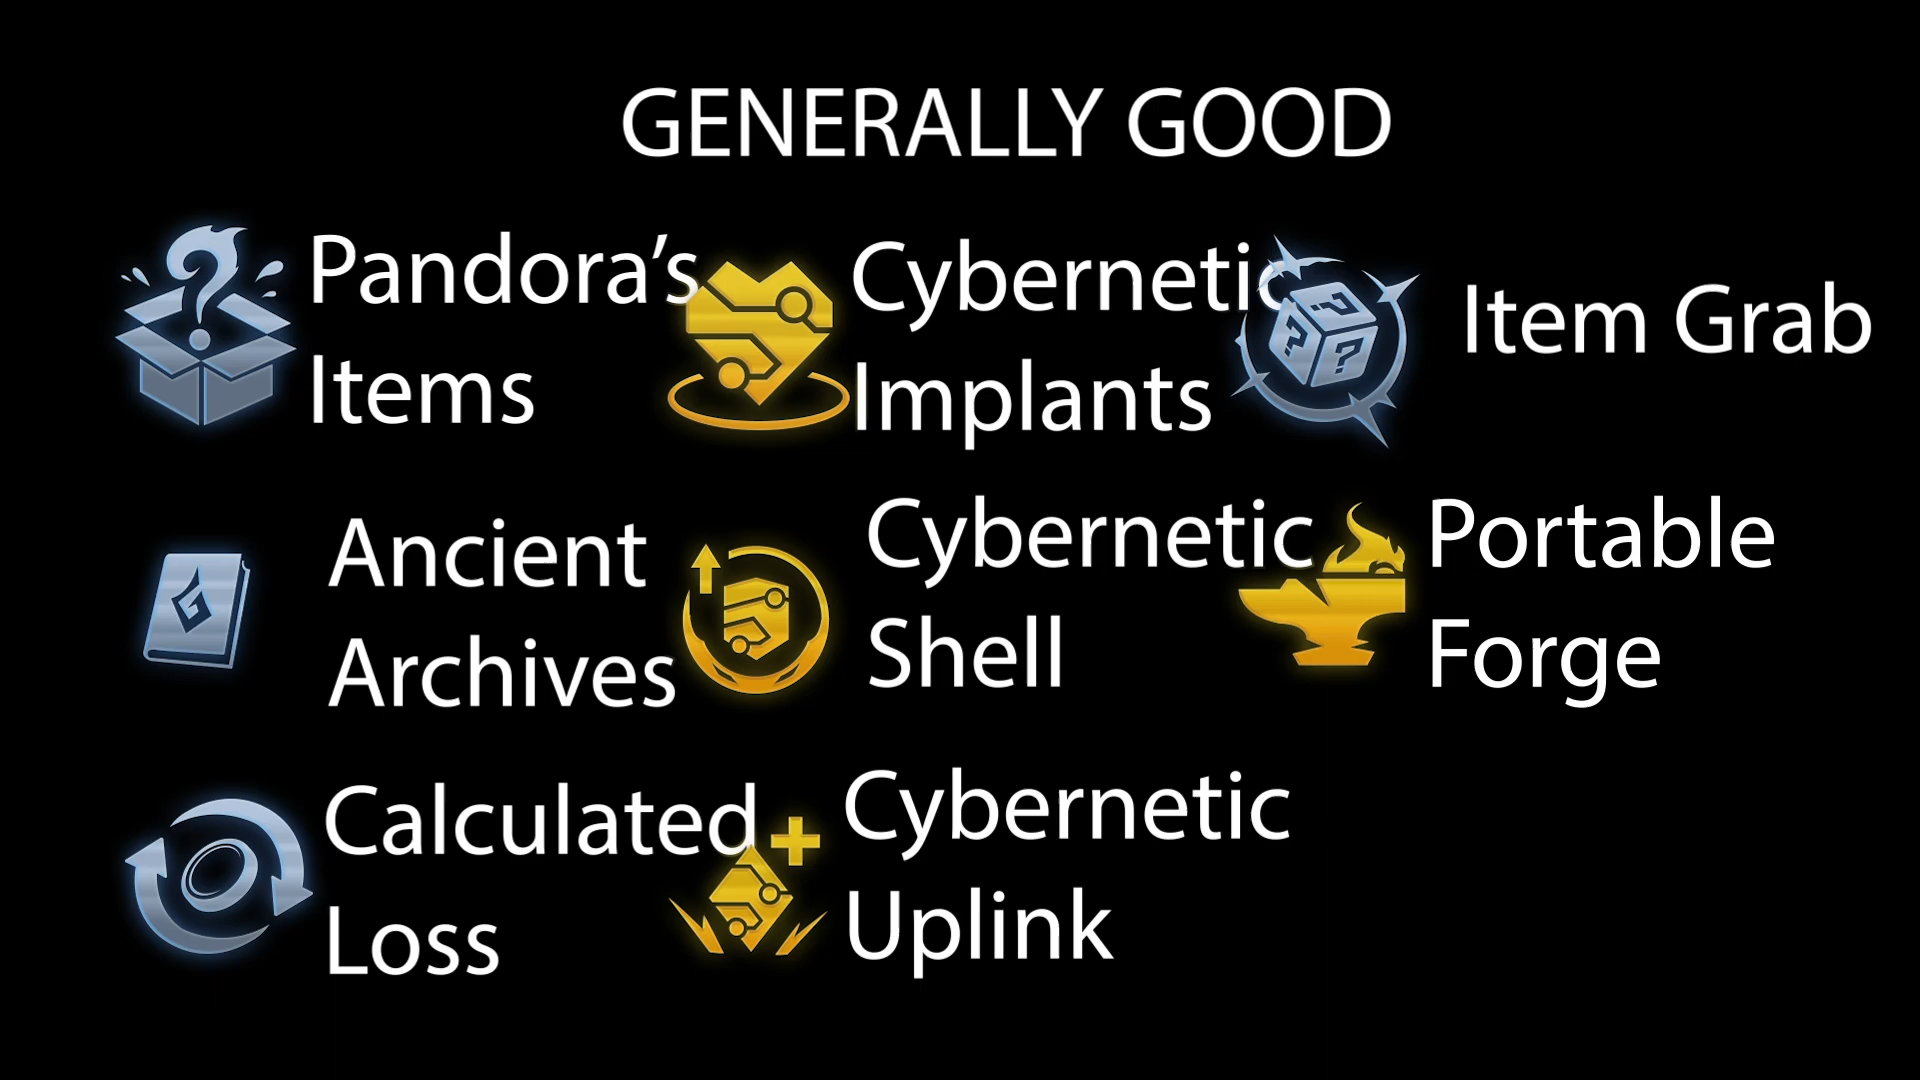 GENERALLY GOOD
Pandora’s
Items
Cybernetic
Implants
Item Grab
Ancient
Archives
Cybernetic
Shell
Portable
Forge
Calculated
Loss
Cybernetic
Uplink